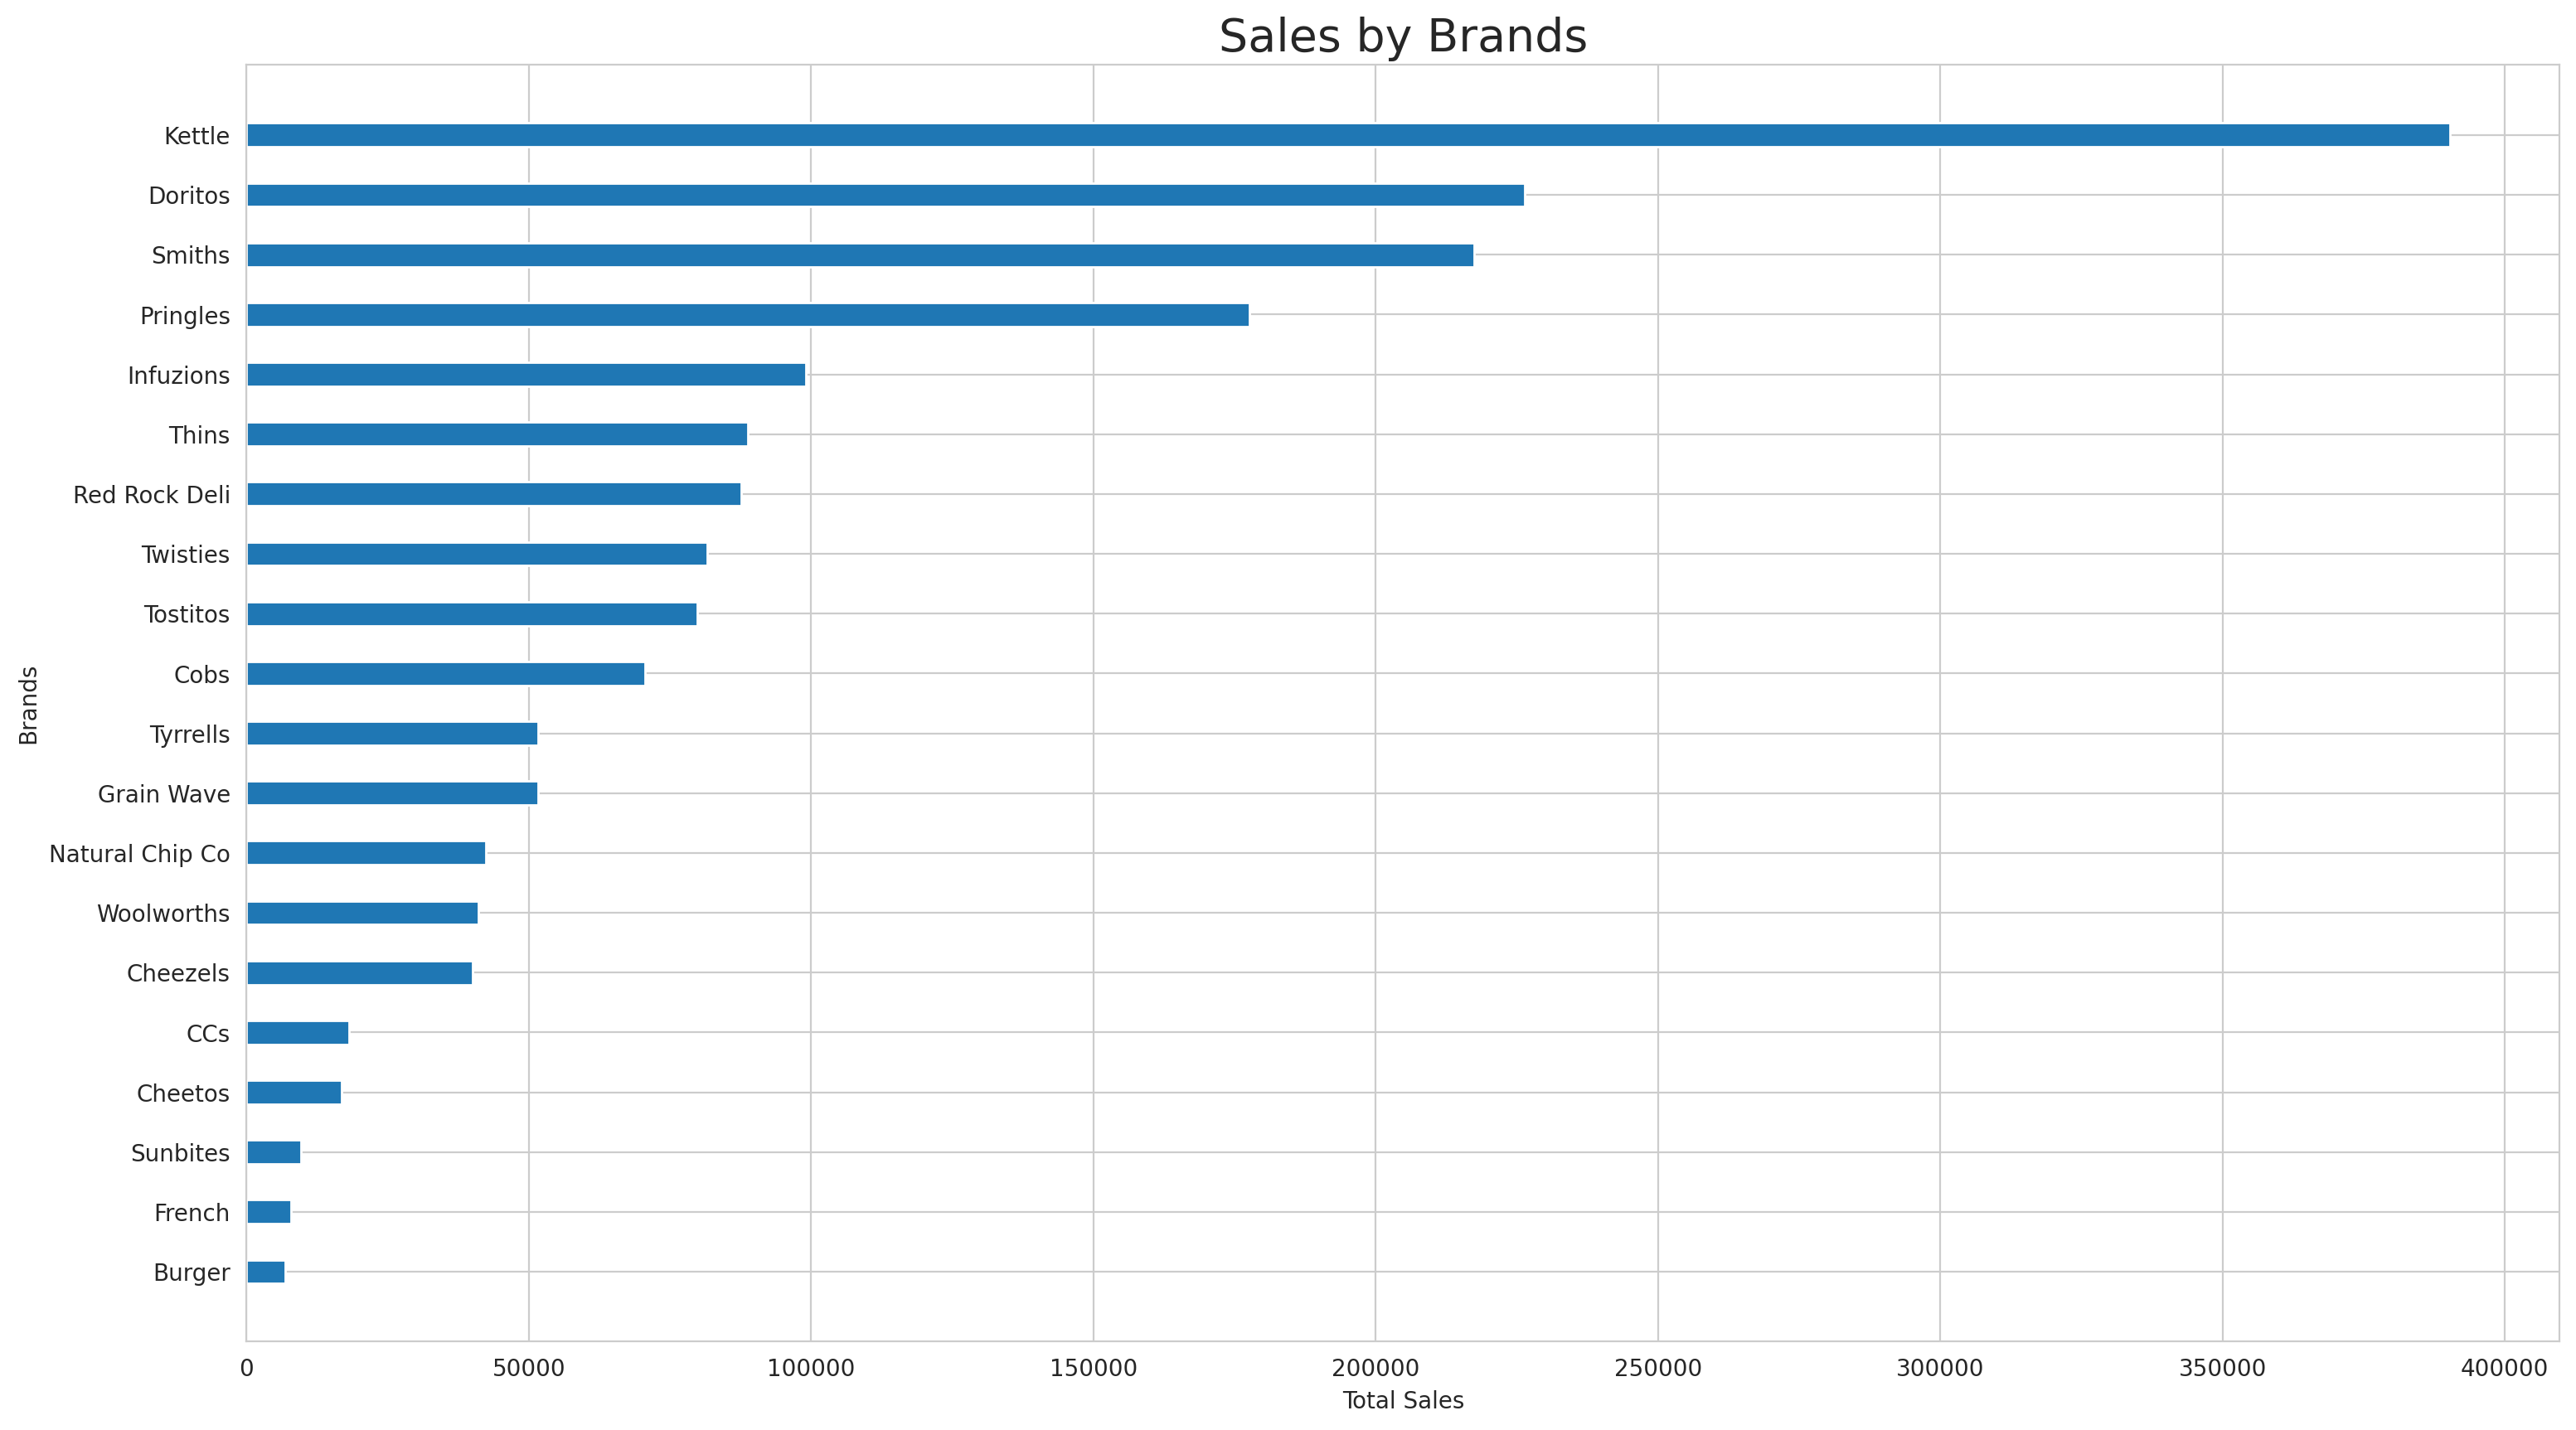 Sales by Brands
Kettle
Doritos
Smiths
Pringles
Infuzions
Thins
Red Rock Deli
Twisties
Tostitos
Cobs
Tyrrells
Grain Wave
Natural Chip Co
Woolworths
Cheezels
CCs
Cheetos
Sunbites
French
Burger
Brands
0 50000 100000 150000 200000 250000 300000 350000 400000
Total Sales